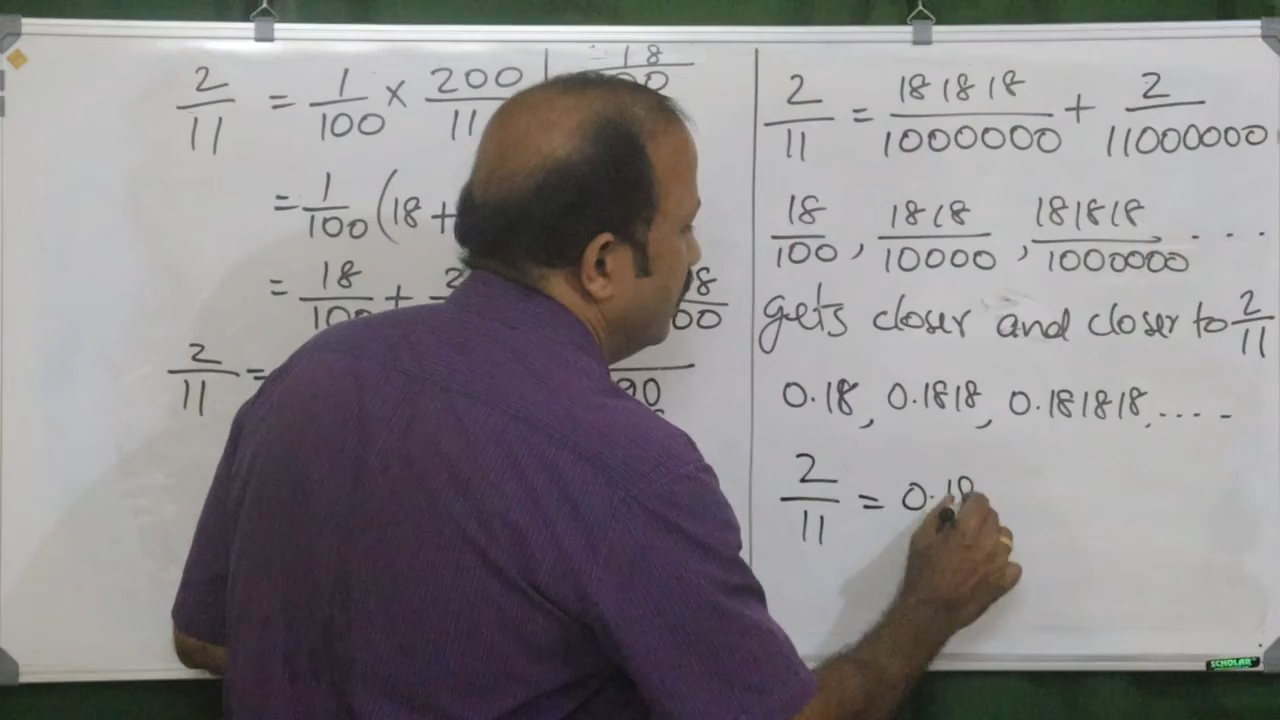 2/11 = 1/100 × 200/11
= 1/100 (18 +
= 18/100 + 2
2/11 =
= 18
2/11 = 181818/1000000 + 2/11000000
18/100, 1818/10000, 181818/1000000 ....
gets closer and closer to 2/11
0.18, 0.1818, 0.181818, ....
2/11 = 0.18
SCHOLAR